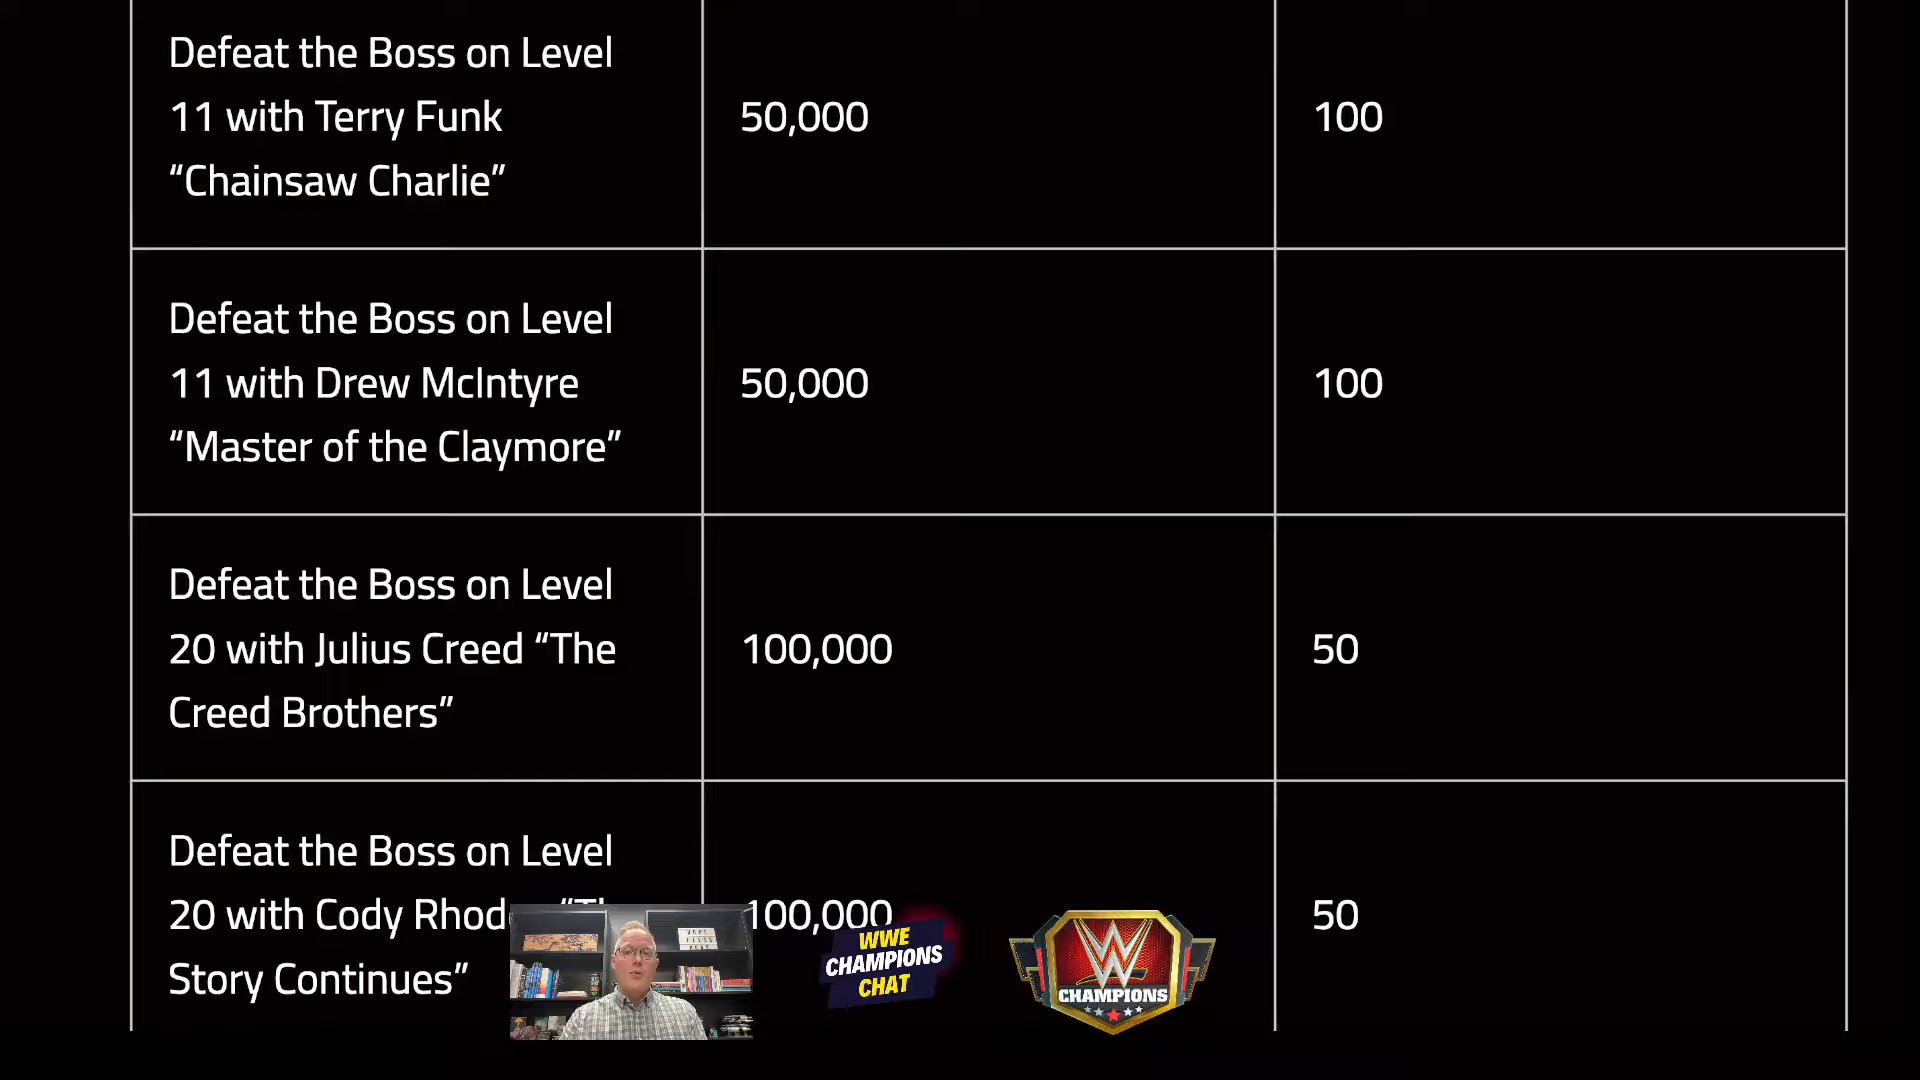 Defeat the Boss on Level
11 with Terry Funk
“Chainsaw Charlie”
50,000
100
Defeat the Boss on Level
11 with Drew McIntyre
“Master of the Claymore”
50,000
100
Defeat the Boss on Level
20 with Julius Creed “The
Creed Brothers”
100,000
50
Defeat the Boss on Level
20 with Cody
Story Continues”
100,000
50
WWE
CHAMPIONS
CHAT
CHAMPIONS